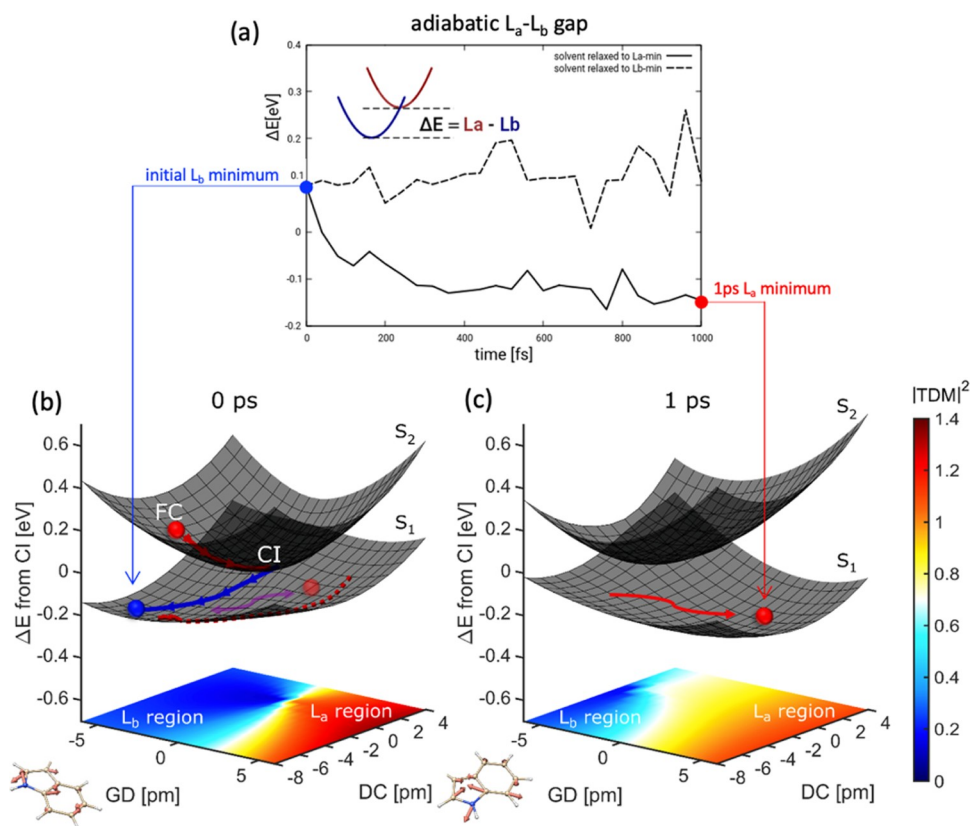 adiabatic La-Lb gap
(a)
0.4
0.3
0.2
0.1
0
-0.1
-0.2
ΔE[eV]
solvent relaxed to La-min
solvent relaxed to Lb-min
ΔE = La - Lb
initial Lb minimum
1ps La minimum
0
200
400
600
800
1000
time [fs]
(b)
0 ps
0.6
0.4
0.2
0
-0.2
-0.4
-0.6
ΔE from CI [eV]
S2
S1
FC
CI
Lb region
La region
-5
0
5
GD [pm]
-8
-6
-4
-2
0
2
4
DC [pm]
(c)
1 ps
0.6
0.4
0.2
0
-0.2
-0.4
-0.6
ΔE from CI [eV]
S2
S1
Lb region
La region
-5
0
5
GD [pm]
-8
-6
-4
-2
0
2
4
DC [pm]
|TDM|²
1.4
1.2
1
0.8
0.6
0.4
0.2
0